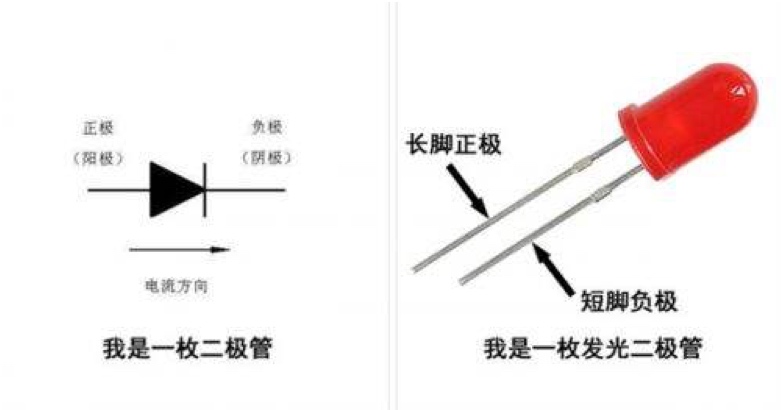 正极
（阳极）
负极
（阴极）
电流方向
我是一枚二极管
长脚正极
短脚负极
我是一枚发光二极管